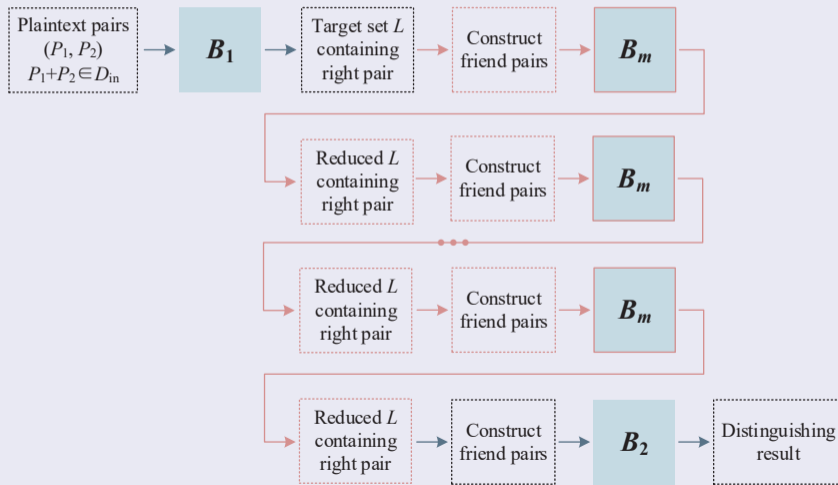 Plaintext pairs
(P₁, P₂)
P₁+P₂∈D_in
B₁
Target set L
containing
right pair
Construct
friend pairs
Bₘ
Reduced L
containing
right pair
Construct
friend pairs
Bₘ
Reduced L
containing
right pair
Construct
friend pairs
Bₘ
Reduced L
containing
right pair
Construct
friend pairs
B₂
Distinguishing
result